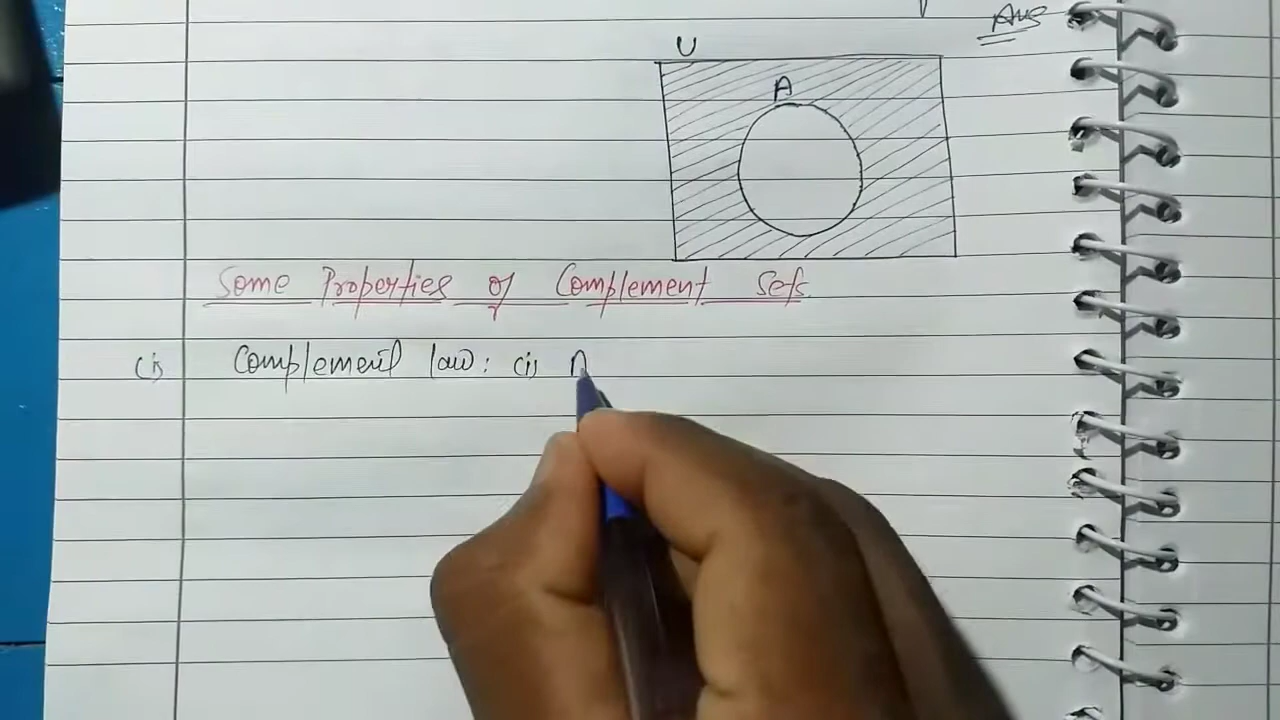 Ans
U
A
Some Properties of Complement Sets
(i) Complement law: (i) A